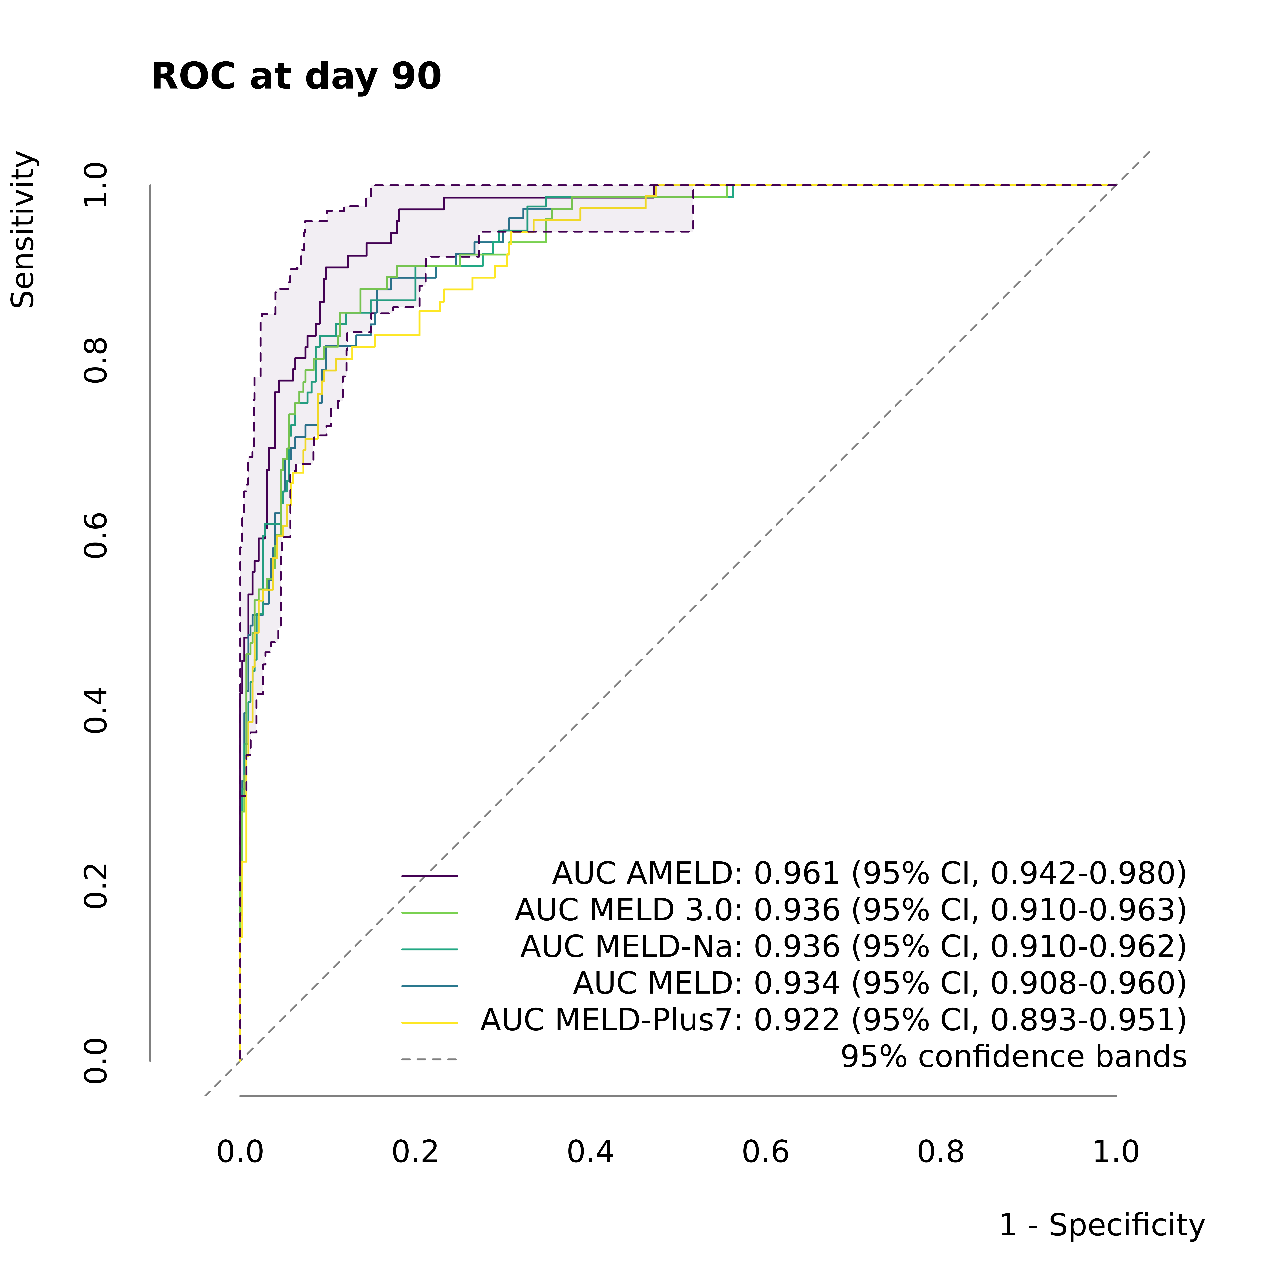 ROC at day 90
Sensitivity
1.0
0.8
0.6
0.4
0.2
0.0
AUC AMELD: 0.961 (95% CI, 0.942-0.980)
AUC MELD 3.0: 0.936 (95% CI, 0.910-0.963)
AUC MELD-Na: 0.936 (95% CI, 0.910-0.962)
AUC MELD: 0.934 (95% CI, 0.908-0.960)
AUC MELD-Plus7: 0.922 (95% CI, 0.893-0.951)
95% confidence bands
0.0 0.2 0.4 0.6 0.8 1.0
1 - Specificity